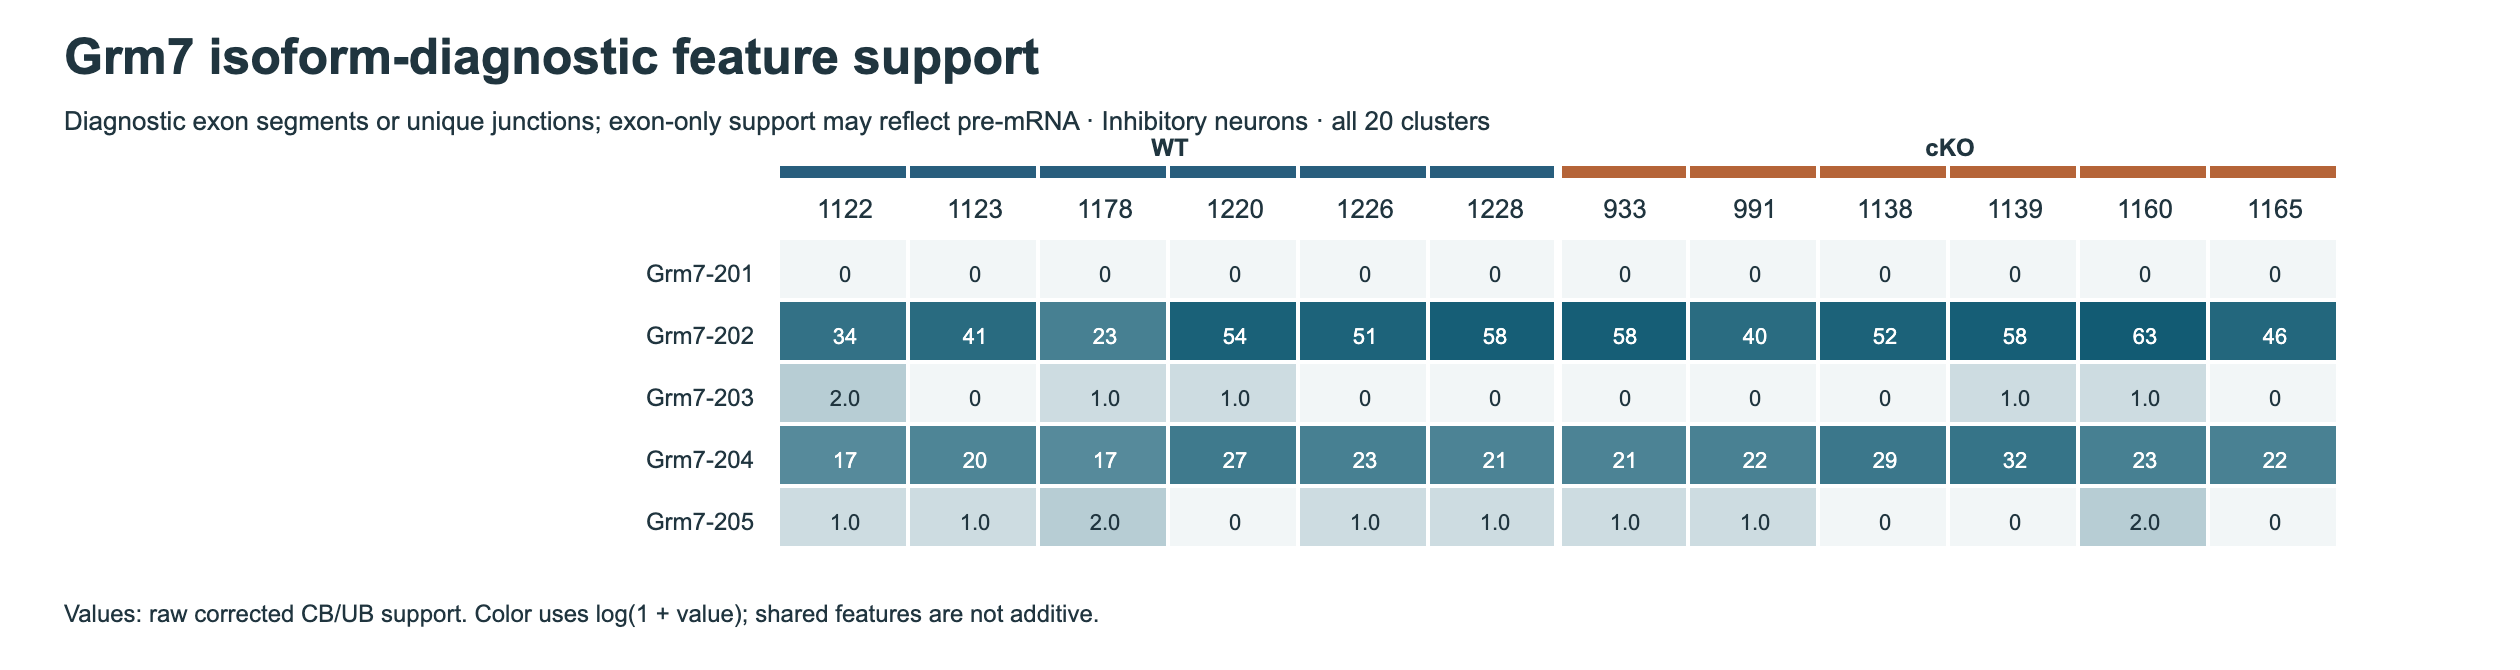 Grm7 isoform-diagnostic feature support
Diagnostic exon segments or unique junctions; exon-only support may reflect pre-mRNA · Inhibitory neurons · all 20 clusters
WT cKO
1122 1123 1178 1220 1226 1228 933 991 1138 1139 1160 1165
Grm7-201 0 0 0 0 0 0 0 0 0 0 0 0
Grm7-202 34 41 23 54 51 58 58 40 52 58 63 46
Grm7-203 2.0 0 1.0 1.0 0 0 0 0 0 1.0 1.0 0
Grm7-204 17 20 17 27 23 21 21 22 29 32 23 22
Grm7-205 1.0 1.0 2.0 0 1.0 1.0 1.0 1.0 0 0 2.0 0
Values: raw corrected CB/UB support. Color uses log(1 + value); shared features are not additive.